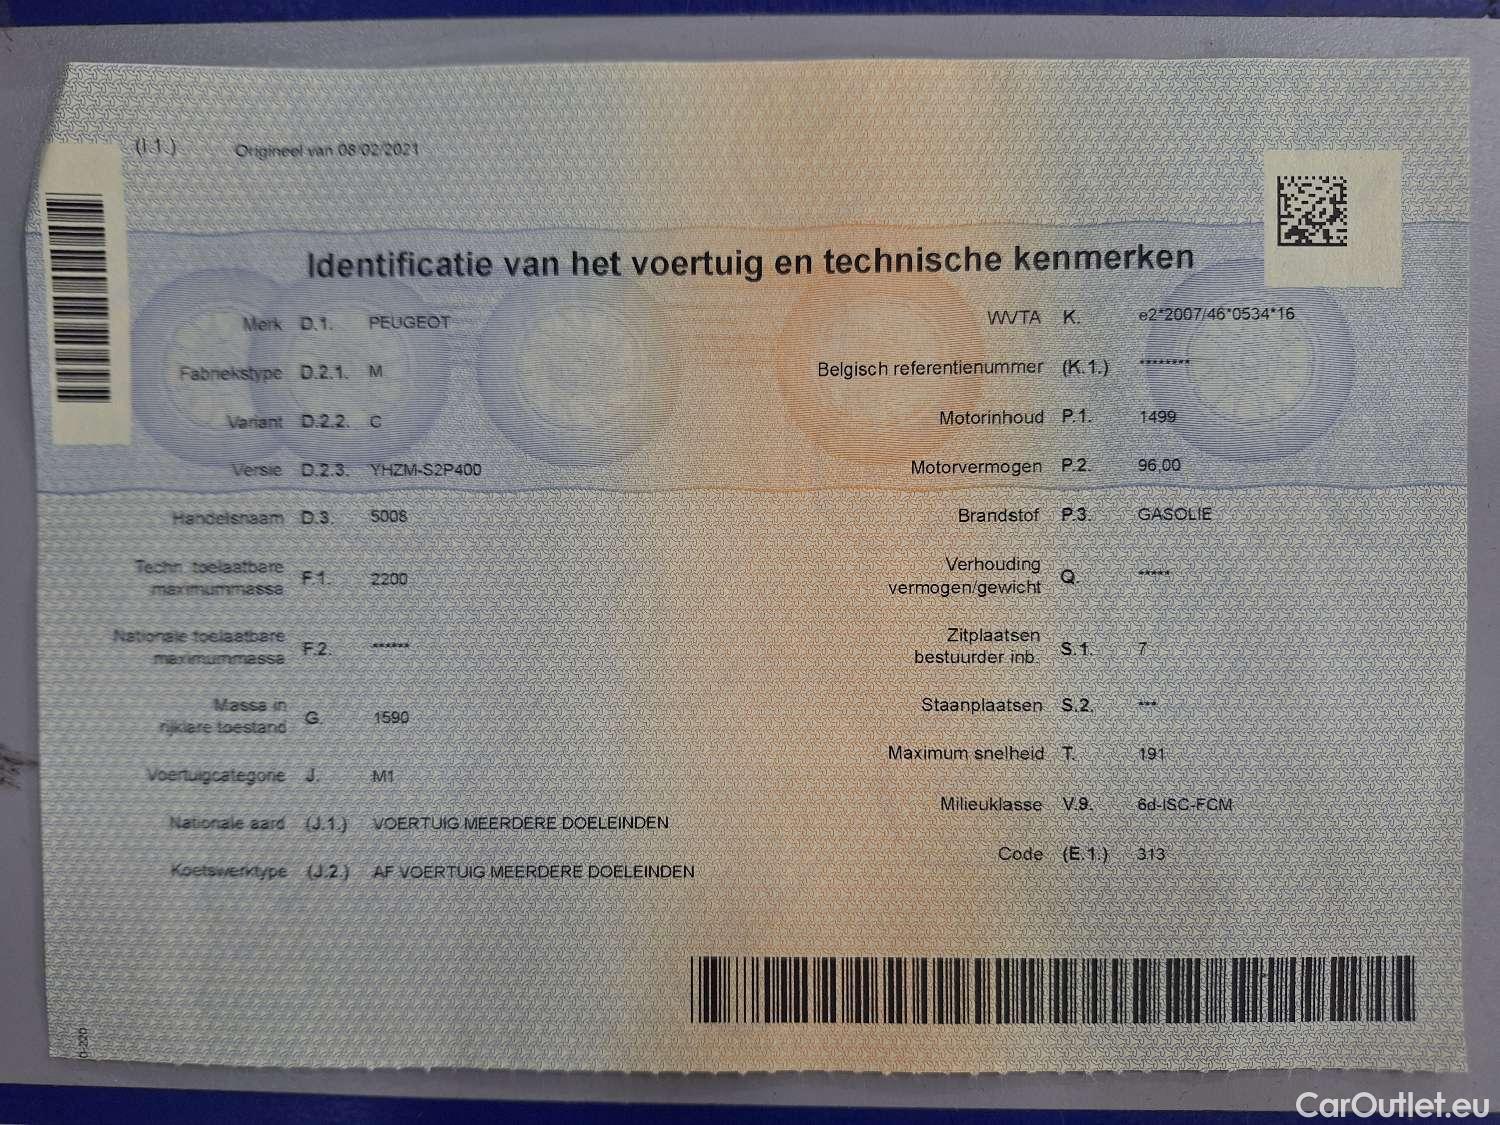 (I.1.) Origineel van 08/02/2021
Identificatie van het voertuig en technische kenmerken
Merk D.1. PEUGEOT
Fabriekstype D.2.1. M
Variant D.2.2. C
Versie D.2.3. YHZM-S2P400
Handelsnaam D.3. 5008
Techn. toelaatbare
maximummassa F.1. 2200
Nationale toelaatbare
maximummassa F.2. ******
Massa in
rijklare toestand G. 1590
Voertuigcategorie J. M1
Nationale aard (J.1.) VOERTUIG MEERDERE DOELEINDEN
Koetswerktype (J.2.) AF VOERTUIG MEERDERE DOELEINDEN
WVTA K. e2*2007/46*0534*16
Belgisch referentienummer (K.1.) ********
Motorinhoud P.1. 1499
Motorvermogen P.2. 96,00
Brandstof P.3. GASOLIE
Verhouding
vermogen/gewicht Q. *****
Zitplaatsen
bestuurder inb. S.1. 7
Staanplaatsen S.2. ***
Maximum snelheid T. 191
Milieuklasse V.9. 6d-ISC-FCM
Code (E.1.) 313
CarOutlet.eu